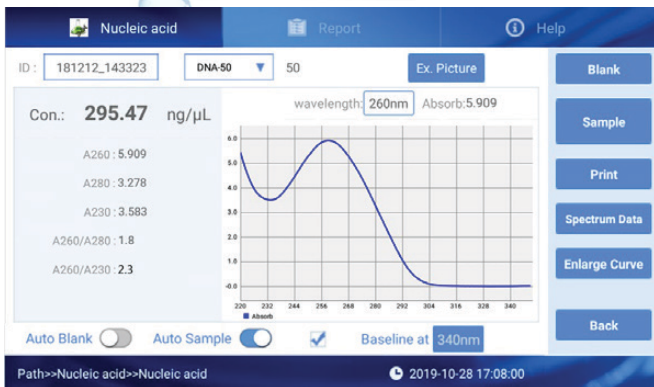 Nucleic acid
Report
Help
ID : 181212_143323 DNA-50 50 Ex. Picture
Blank
Sample
Print
Spectrum Data
Enlarge Curve
Back
Con.: 295.47 ng/μL
A260 : 5.909
A280 : 3.278
A230 : 3.583
A260/A280 : 1.8
A260/A230 : 2.3
wavelength: 260nm Absorb:5.909
6.0
5.0
4.0
3.0
2.0
1.0
-0.0
220 232 244 256 268 280 292 304 316 328 340
Absorb
Auto Blank Auto Sample Baseline at 340nm
Path>>Nucleic acid>>Nucleic acid 2019-10-28 17:08:00